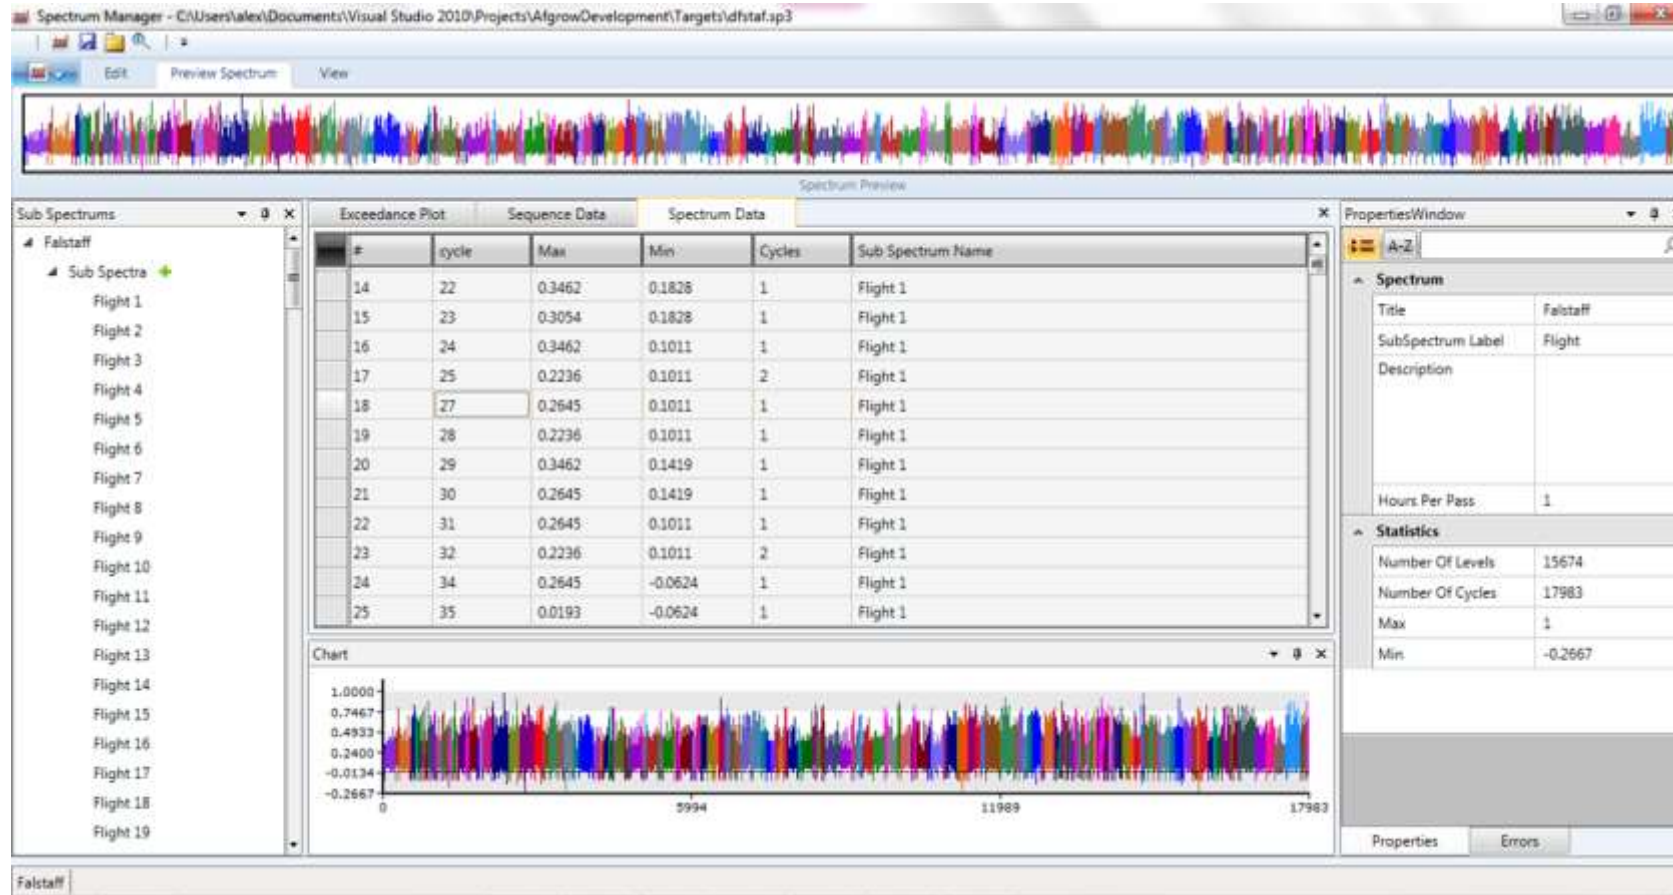 Spectrum Manager - C:\Users\alex\Documents\Visual Studio 2010\Projects\AfgrowDevelopment\Targets\dfstaf.sp3
Edit Preview Spectrum View
Spectrum Preview
Sub Spectrums
Falstaff
Sub Spectra
Flight 1
Flight 2
Flight 3
Flight 4
Flight 5
Flight 6
Flight 7
Flight 8
Flight 9
Flight 10
Flight 11
Flight 12
Flight 13
Flight 14
Flight 15
Flight 16
Flight 17
Flight 18
Flight 19
Exceedance Plot Sequence Data Spectrum Data
# cycle Max Min Cycles Sub Spectrum Name
14 22 0.3462 0.1828 1 Flight 1
15 23 0.3054 0.1828 1 Flight 1
16 24 0.3462 0.1011 1 Flight 1
17 25 0.2236 0.1011 2 Flight 1
18 27 0.2645 0.1011 1 Flight 1
19 28 0.2236 0.1011 1 Flight 1
20 29 0.3462 0.1419 1 Flight 1
21 30 0.2645 0.1419 1 Flight 1
22 31 0.2645 0.1011 1 Flight 1
23 32 0.2236 0.1011 2 Flight 1
24 34 0.2645 -0.0624 1 Flight 1
25 35 0.0193 -0.0624 1 Flight 1
Chart
1.0000
0.7467
0.4933
0.2400
-0.0134
-0.2667
0 5994 11989 17983
PropertiesWindow
A-Z
Spectrum
Title Falstaff
SubSpectrum Label Flight
Description
Hours Per Pass 1
Statistics
Number Of Levels 15674
Number Of Cycles 17983
Max 1
Min -0.2667
Properties Errors
Falstaff